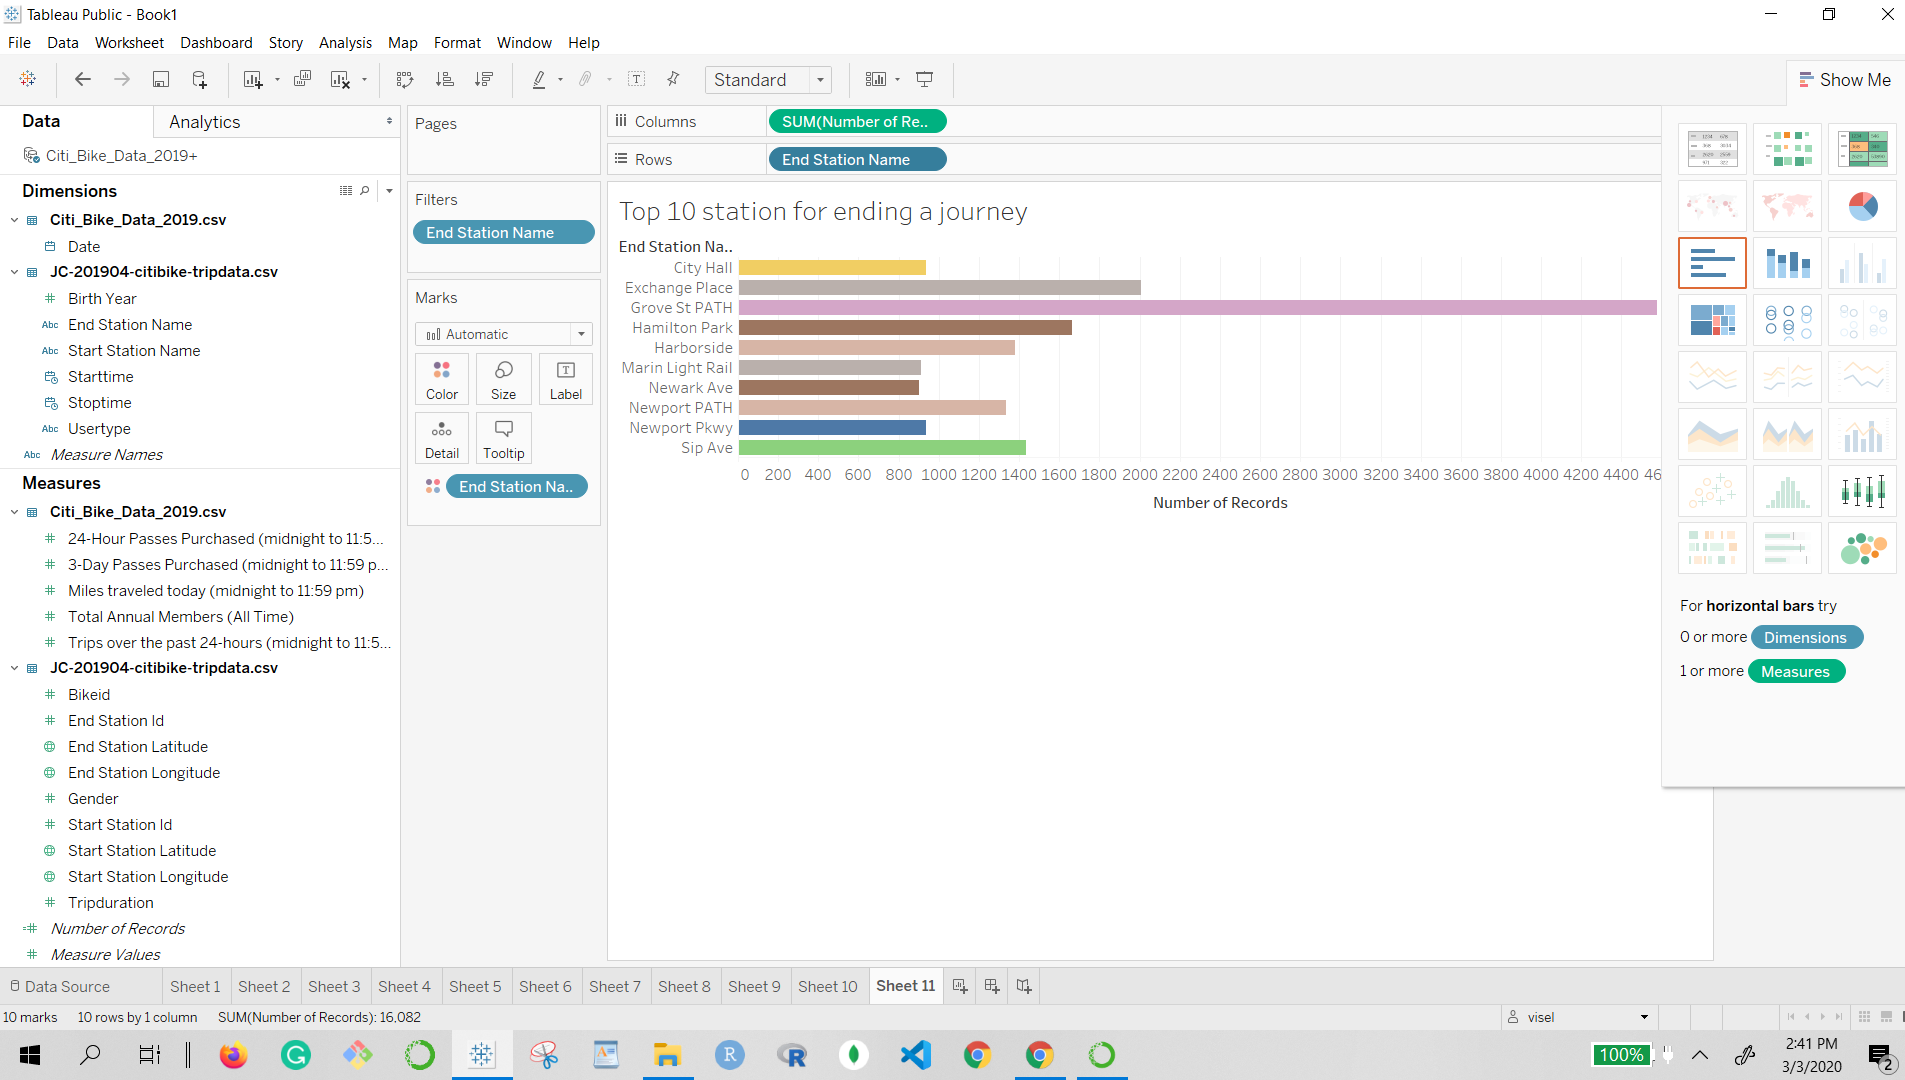 Tableau Public - Book1
File Data Worksheet Dashboard Story Analysis Map Format Window Help
Standard
Show Me
Data
Analytics
Citi_Bike_Data_2019+
Dimensions
Citi_Bike_Data_2019.csv
Date
JC-201904-citibike-tripdata.csv
Birth Year
Abc End Station Name
Abc Start Station Name
Starttime
Stoptime
Abc Usertype
Abc Measure Names
Measures
Citi_Bike_Data_2019.csv
24-Hour Passes Purchased (midnight to 11:5...
3-Day Passes Purchased (midnight to 11:59 p...
Miles traveled today (midnight to 11:59 pm)
Total Annual Members (All Time)
Trips over the past 24-hours (midnight to 11:5...
JC-201904-citibike-tripdata.csv
Bikeid
End Station Id
End Station Latitude
End Station Longitude
Gender
Start Station Id
Start Station Latitude
Start Station Longitude
Tripduration
Number of Records
Measure Values
Pages
Filters
End Station Name
Marks
Automatic
Color Size Label
Detail Tooltip
End Station Na..
Columns SUM(Number of Re..
Rows End Station Name
Top 10 station for ending a journey
End Station Na..
City Hall
Exchange Place
Grove St PATH
Hamilton Park
Harborside
Marin Light Rail
Newark Ave
Newport PATH
Newport Pkwy
Sip Ave
0 200 400 600 800 1000 1200 1400 1600 1800 2000 2200 2400 2600 2800 3000 3200 3400 3600 3800 4000 4200 4400 46
Number of Records
For horizontal bars try
0 or more Dimensions
1 or more Measures
Data Source Sheet 1 Sheet 2 Sheet 3 Sheet 4 Sheet 5 Sheet 6 Sheet 7 Sheet 8 Sheet 9 Sheet 10 Sheet 11
10 marks 10 rows by 1 column SUM(Number of Records): 16,082
visel
100%
2:41 PM
3/3/2020
2